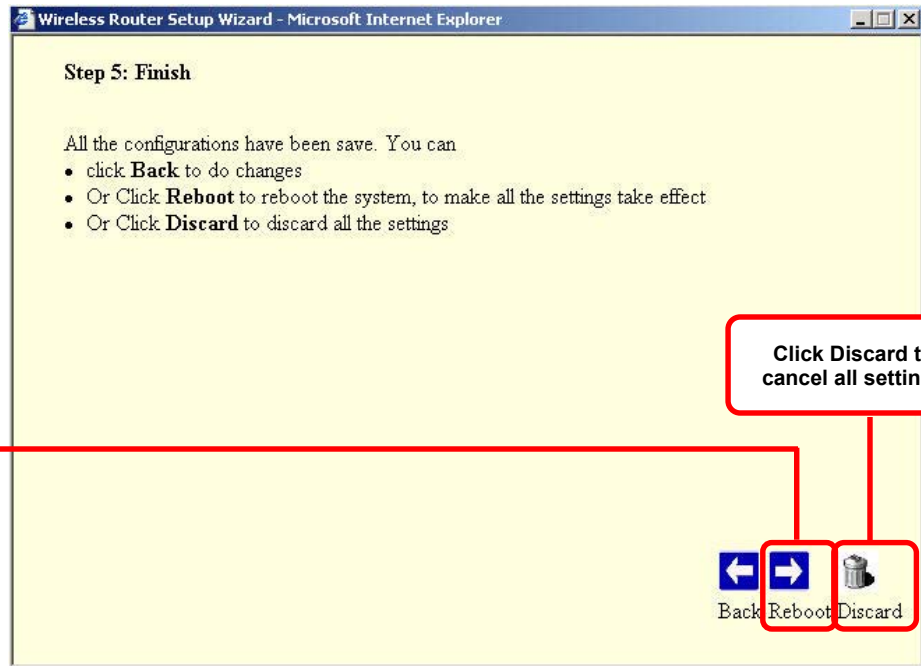 Wireless Router Setup Wizard - Microsoft Internet Explorer
Step 5: Finish
All the configurations have been save. You can
• click Back to do changes
• Or Click Reboot to reboot the system, to make all the settings take effect
• Or Click Discard to discard all the settings
Click Discard t
cancel all settin
Back Reboot Discard